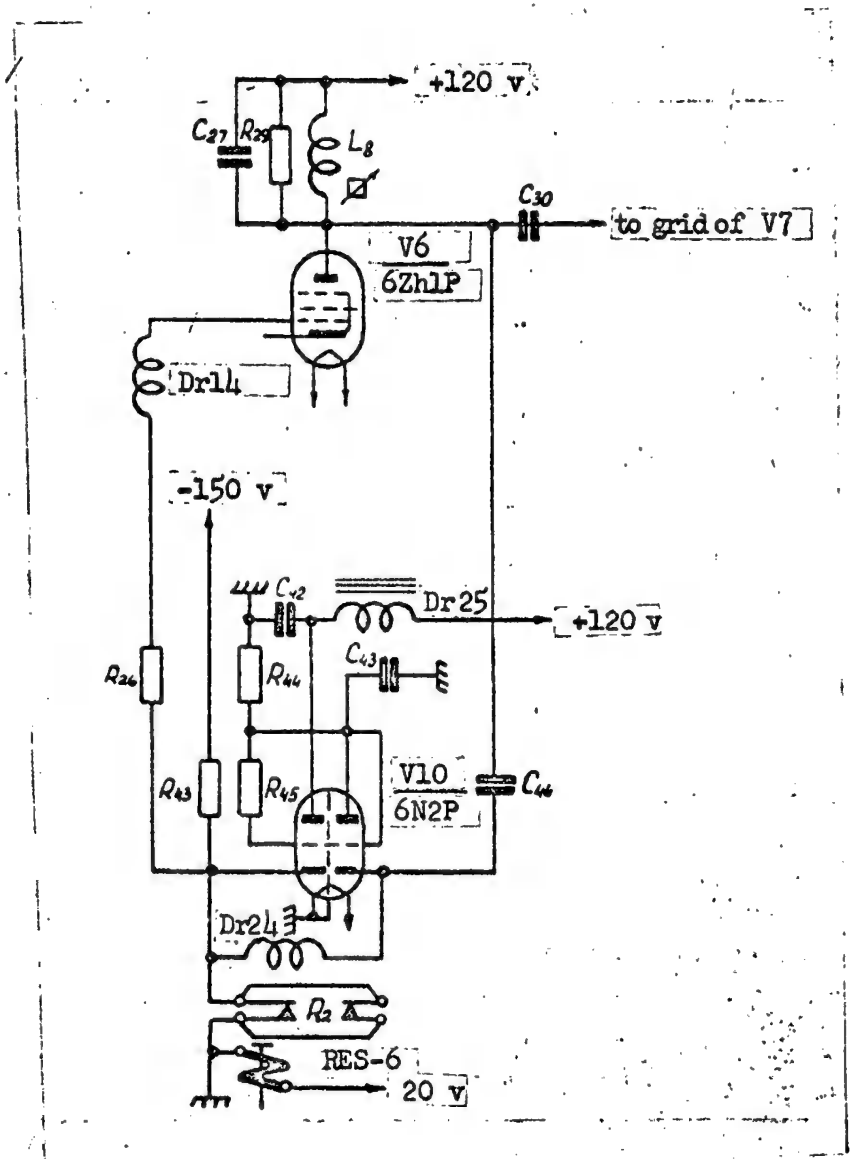 +120 v
C27 R29
L8
C30
to grid of V7
V6
6Zh1P
Dr14
-150 v
C42
Dr25
+120 v
C43
R26
R44
R43
R45
V10
6N2P
C46
Dr24
R2
RES-6
20 v